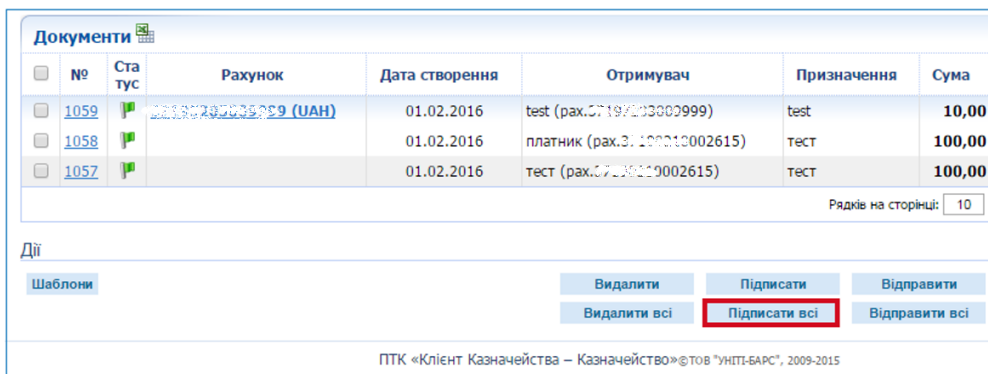 Документи
№ Ста тус Рахунок Дата створення Отримувач Призначення Сума
1059 (UAH) 01.02.2016 test test 10,00
1058 01.02.2016 платник тест 100,00
1057 01.02.2016 тест тест 100,00
Рядків на сторінці: 10
Дії
Шаблони Видалити Підписати Відправити
Видалити всі Підписати всі Відправити всі
ПТК «Клієнт Казначейства – Казначейство»©ТОВ "УНІТІ-БАРС", 2009-2015